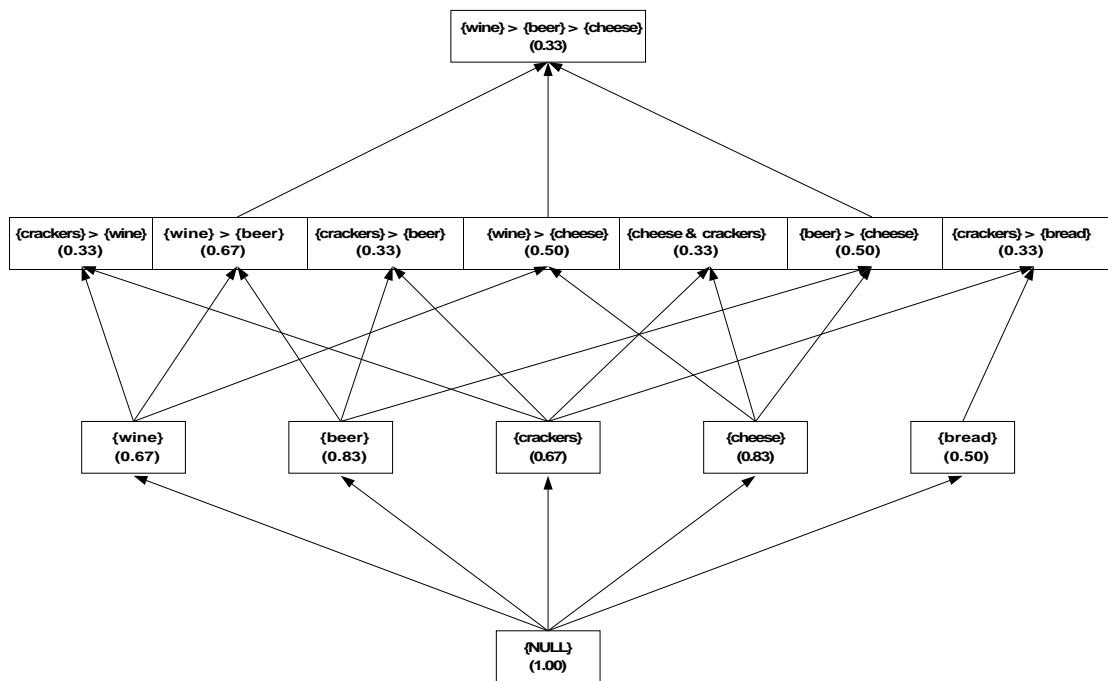 {wine} > {beer} > {cheese}
(0.33)
{crackers} > {wine}
(0.33)
{wine} > {beer}
(0.67)
{crackers} > {beer}
(0.33)
{wine} > {cheese}
(0.50)
{cheese & crackers}
(0.33)
{beer} > {cheese}
(0.50)
{crackers} > {bread}
(0.33)
{wine}
(0.67)
{beer}
(0.83)
{crackers}
(0.67)
{cheese}
(0.83)
{bread}
(0.50)
{NULL}
(1.00)